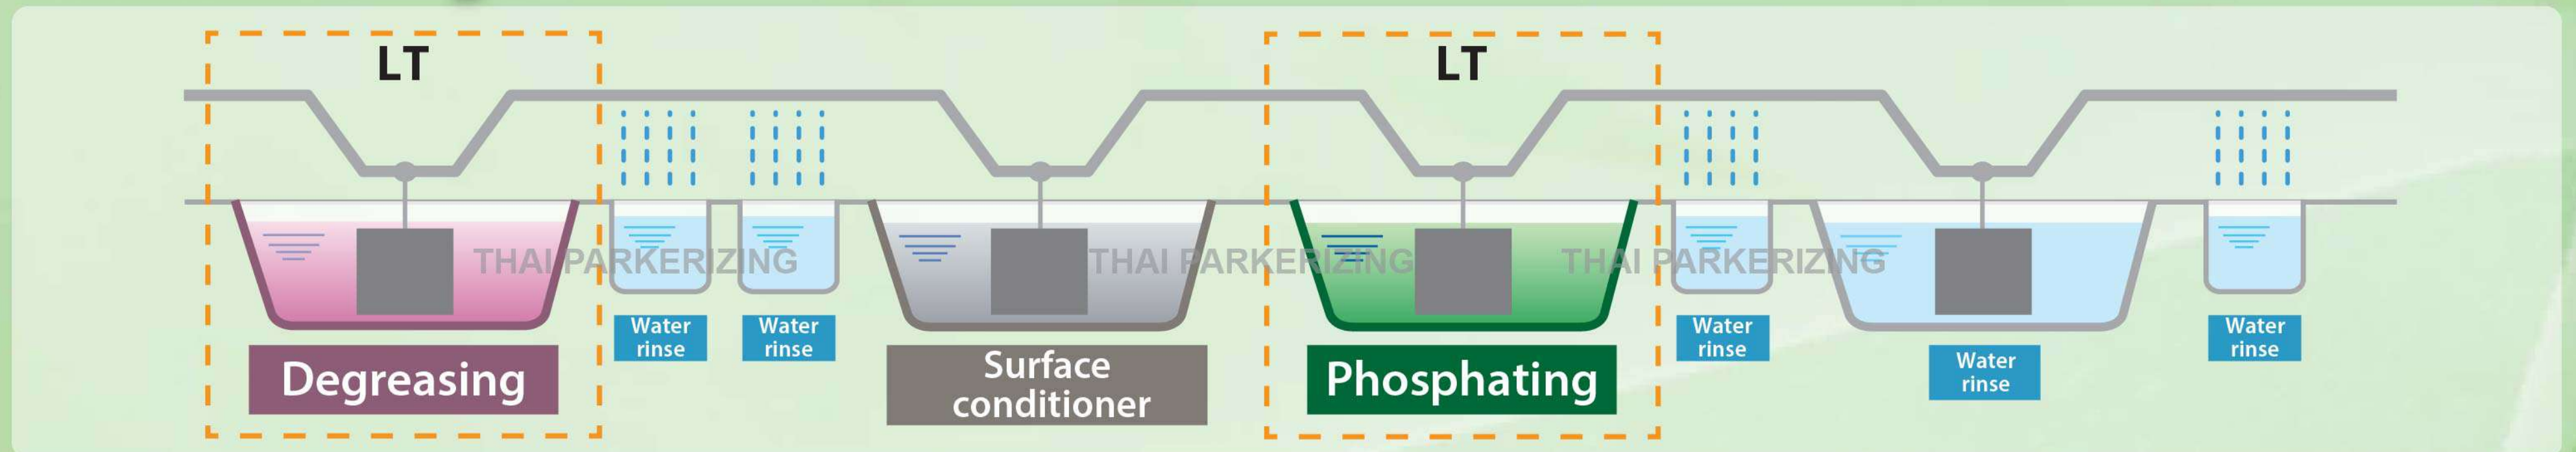 LT
LT
THAI PARKERIZING
THAI PARKERIZING
THAI PARKERIZING
Degreasing
Water
rinse
Water
rinse
Surface
conditioner
Phosphating
Water
rinse
Water
rinse
Water
rinse